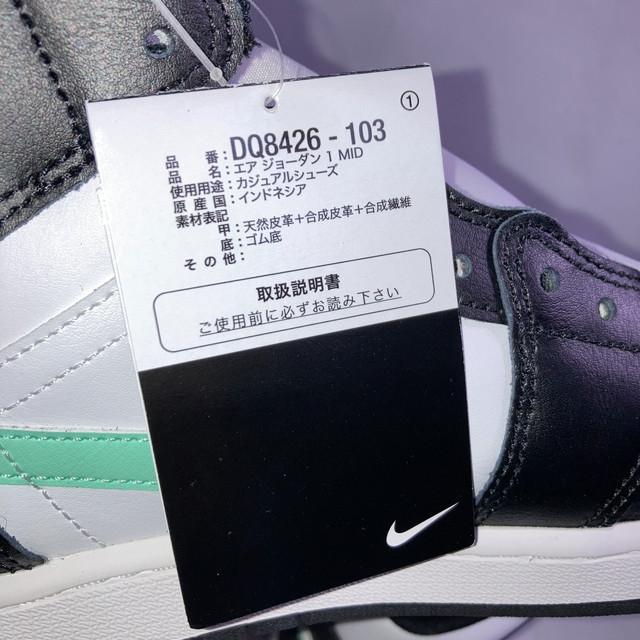 ①
品番：DQ8426 - 103
品名：エア ジョーダン 1 MID
使用用途：カジュアルシューズ
原産国：インドネシア
素材表記
甲：天然皮革＋合成皮革＋合成繊維
底：ゴム底
その他：
取扱説明書
ご使用前に必ずお読み下さい